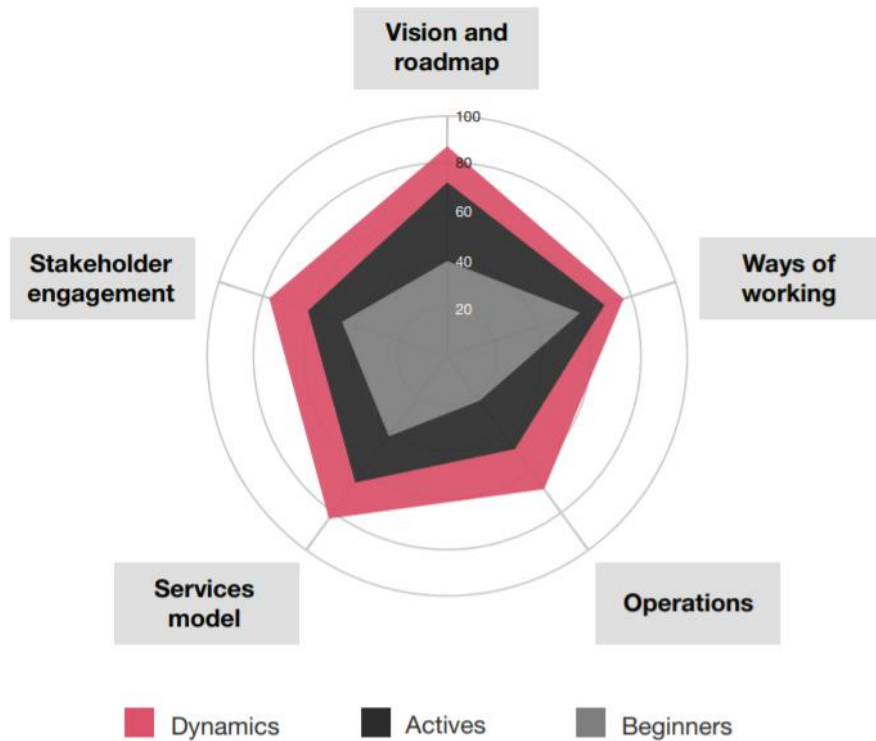 Vision and
roadmap
100
80
60
40
20
Stakeholder
engagement
Ways of
working
Services
model
Operations
Dynamics
Actives
Beginners